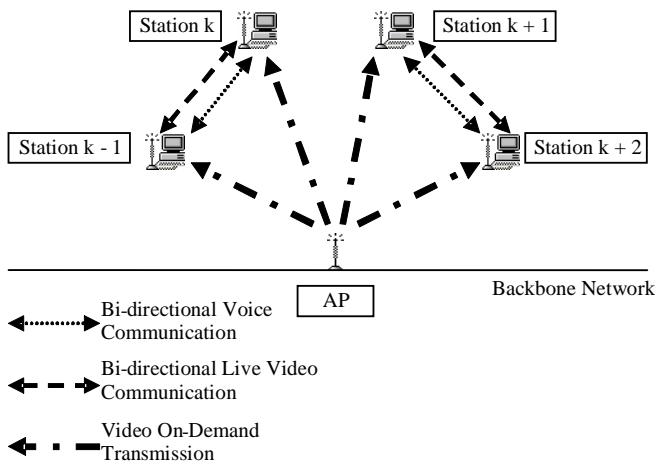 Station k
Station k + 1
Station k - 1
Station k + 2
AP
Backbone Network
Bi-directional Voice
Communication
Bi-directional Live Video
Communication
Video On-Demand
Transmission